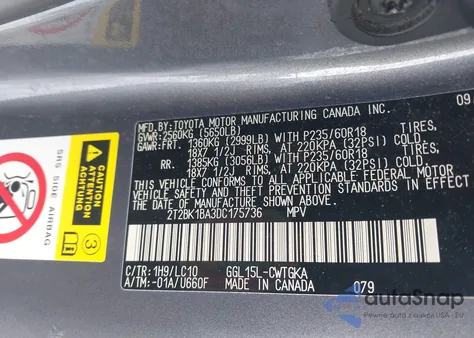 09
MFD. BY:TOYOTA MOTOR MANUFACTURING CANADA INC.
GVWR:2560KG (5650LB)
GAWR:FRT. 1360KG (2999LB) WITH P235/60R18 TIRES,
18X7 1/2J RIMS, AT 220KPA (32PSI) COLD.
RR. 1385KG (3056LB) WITH P235/60R18 TIRES,
18X7 1/2J RIMS, AT 220KPA (32PSI) COLD.
THIS VEHICLE CONFORMS TO ALL APPLICABLE FEDERAL MOTOR
VEHICLE SAFETY STANDARDS IN EFFECT ON THE DATE OF
MANUFACTURE SHOWN ABOVE.
2T2BK1BA3DC175736 MPV
C/TR: 1H9/LC10 GGL15L-CWTGKA
A/TM: -01A/U660F MADE IN CANADA 079
SRS SIDE AIRBAG
CAUTION
ATTENTION
3
autoSnap
Pewne auto z USA